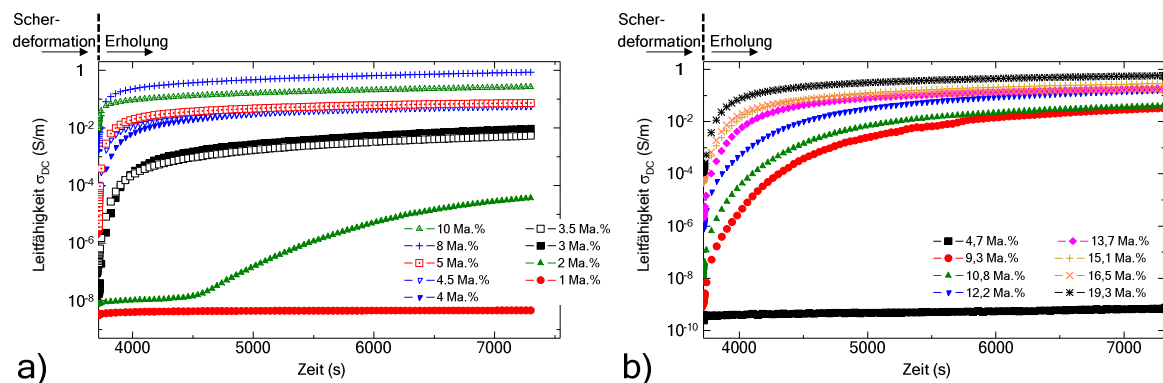 Scher-
deformation
Erholung
Leitfähigkeit σDC (S/m)
1
10-2
10-4
10-6
10-8
10 Ma.%
8 Ma.%
5 Ma.%
4.5 Ma.%
4 Ma.%
3.5 Ma.%
3 Ma.%
2 Ma.%
1 Ma.%
4000
5000
6000
7000
Zeit (s)
a)
Scher-
deformation
Erholung
Leitfähigkeit σDC (S/m)
1
10-2
10-4
10-6
10-8
10-10
4,7 Ma.%
9,3 Ma.%
10,8 Ma.%
12,2 Ma.%
13,7 Ma.%
15,1 Ma.%
16,5 Ma.%
19,3 Ma.%
4000
5000
6000
7000
Zeit (s)
b)